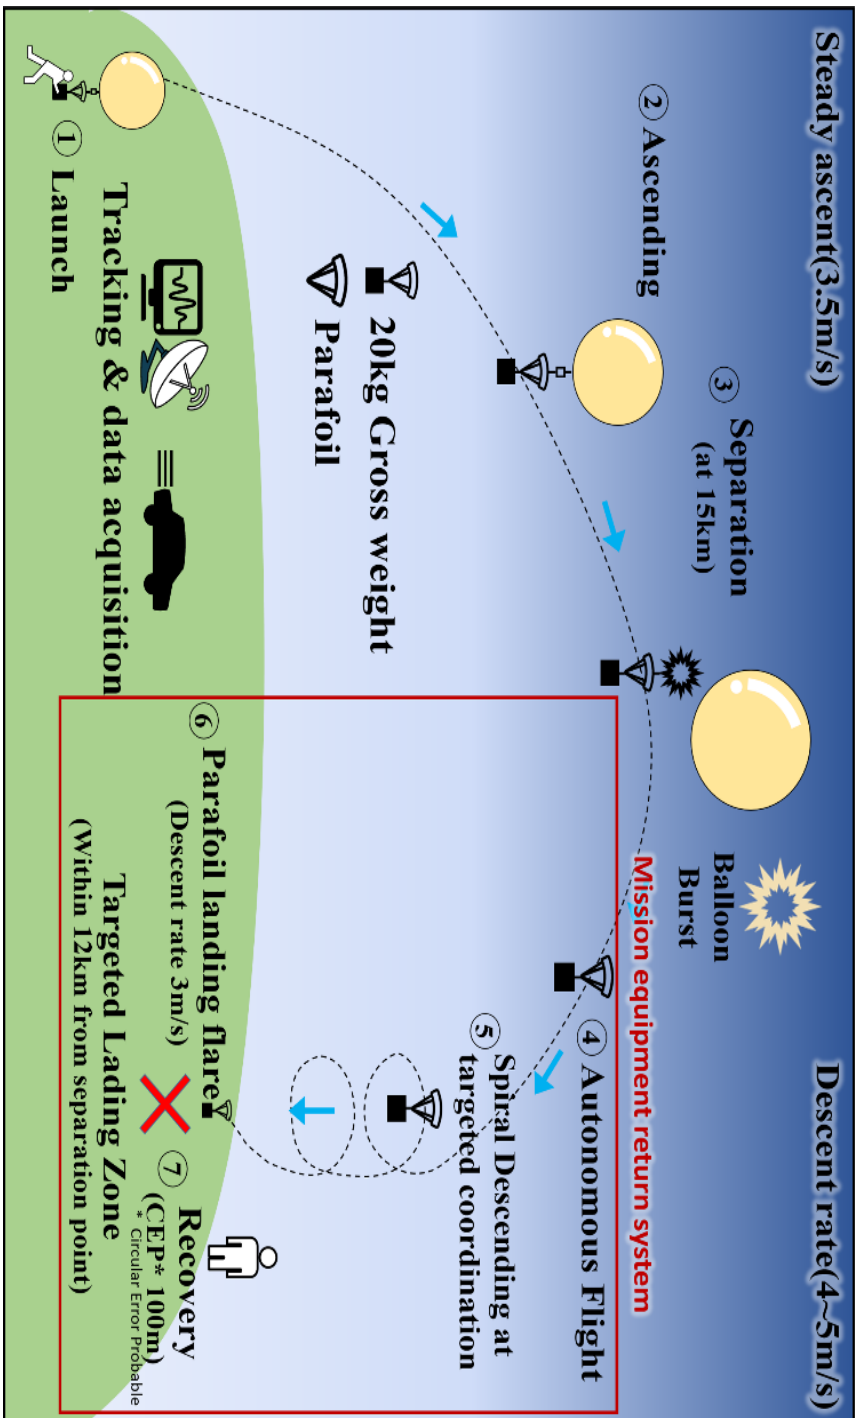 Steady ascent(3.5m/s)
Descent rate(4~5m/s)
② Ascending
③ Separation
(at 15km)
Balloon
Burst
Mission equipment return system
④ Autonomous Flight
⑤ Spiral Descending at
targeted coordination
20kg Gross weight
Parafoil
① Launch
Tracking & data acquisition
⑥ Parafoil landing flare
(Descent rate 3m/s)
Targeted Lading Zone
(Within 12km from separation point)
⑦ Recovery
(CEP* 100m)
* Circular Error Probable